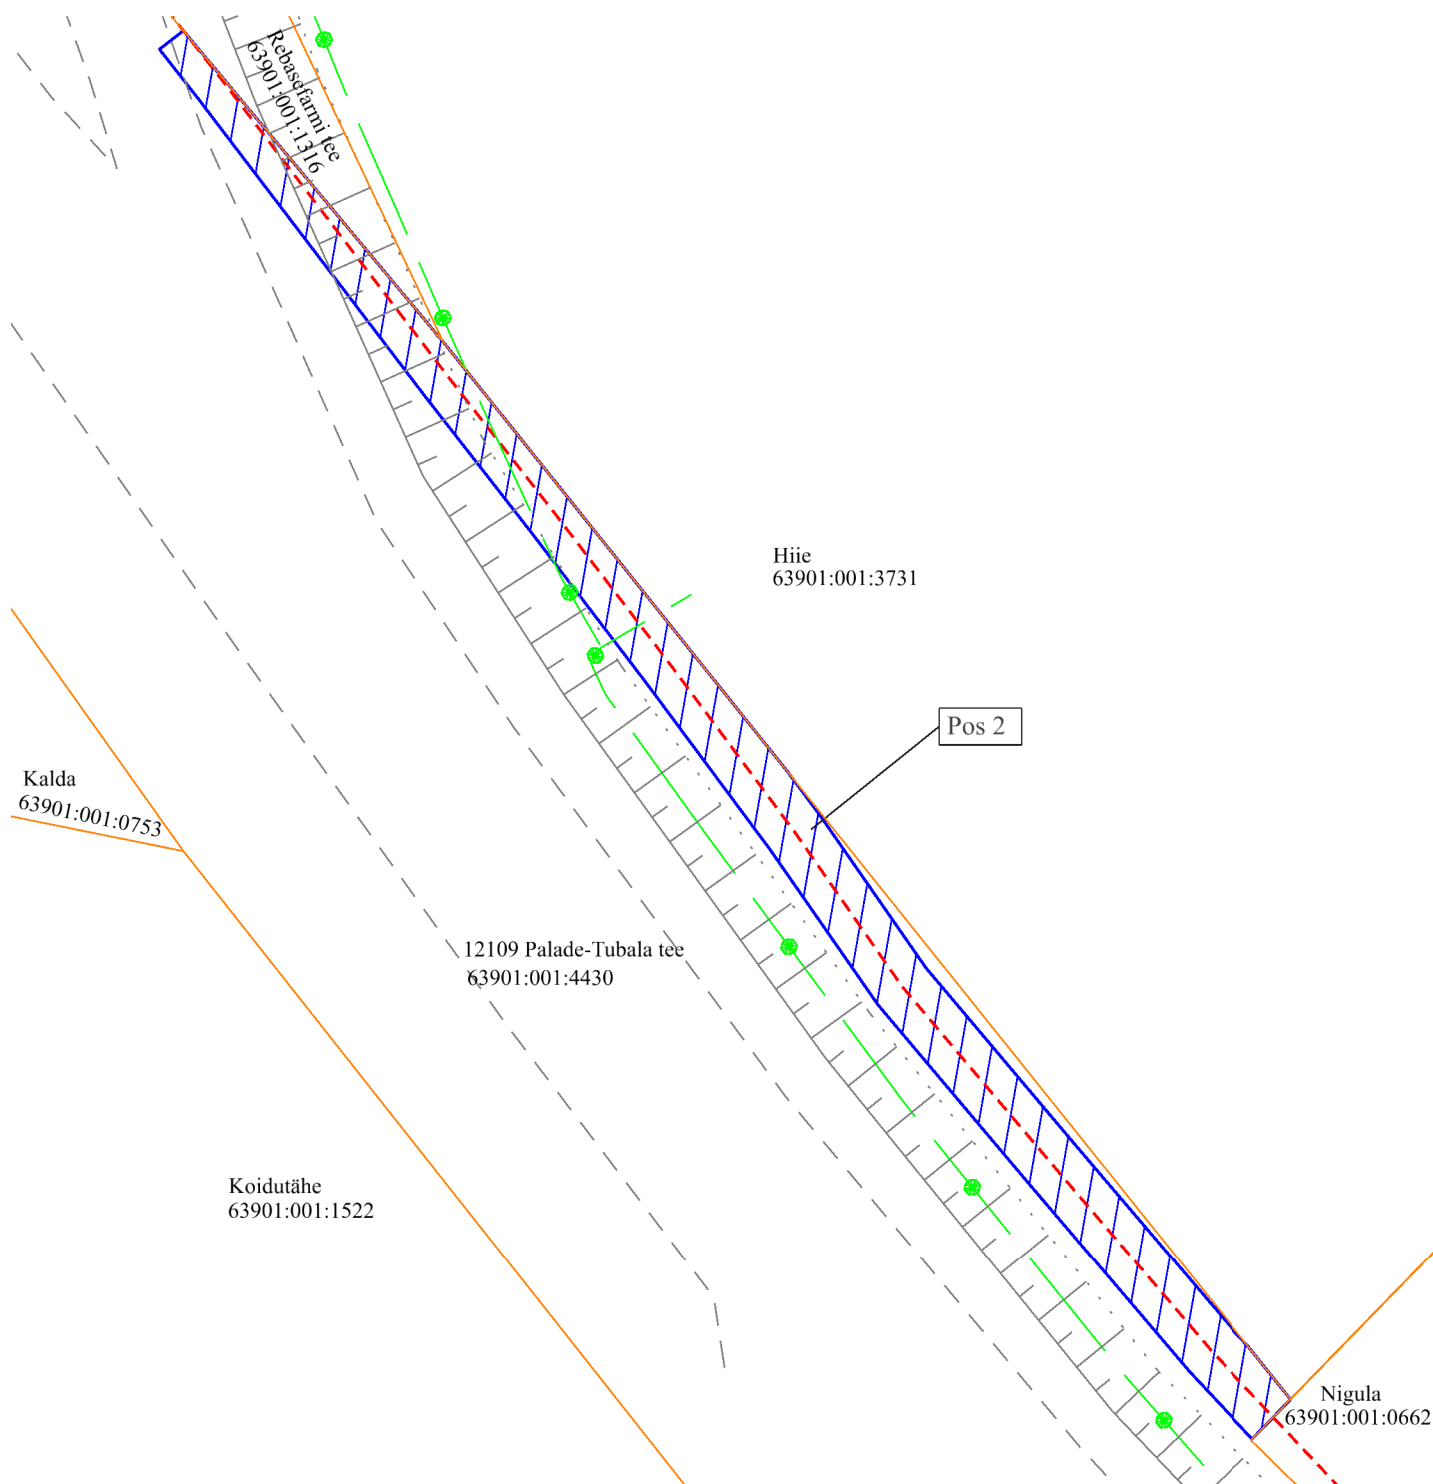 Rebasefarmi tee
63901:001:1316
Hiie
63901:001:3731
Pos 2
Kalda
63901:001:0753
12109 Palade-Tubala tee
63901:001:4430
Koidutähe
63901:001:1522
Nigula
63901:001:0662